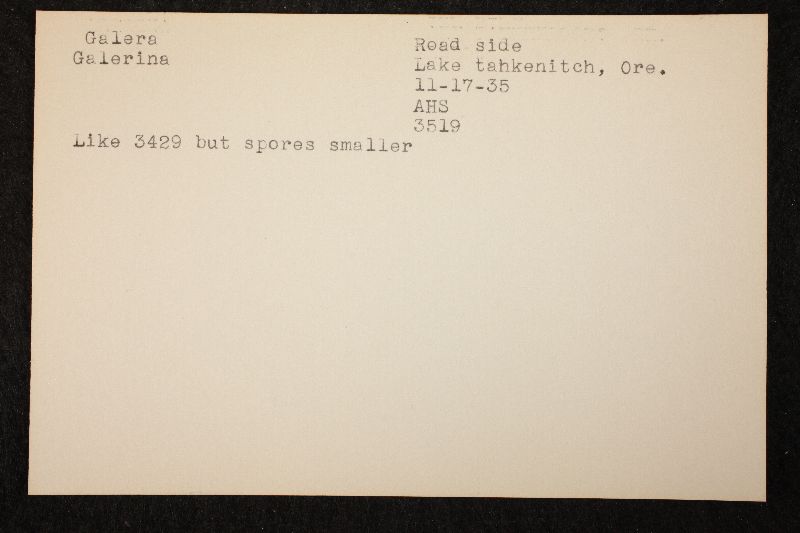 Galera
Galerina
Road side
Lake tahkenitch, Ore.
11-17-35
AHS
3519
Like 3429 but spores smaller